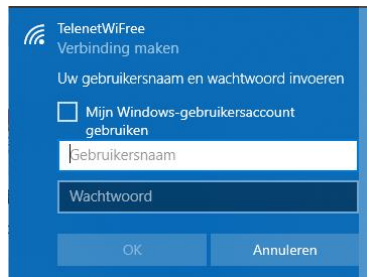 TelenetWiFree
Verbinding maken
Uw gebruikersnaam en wachtwoord invoeren
Mijn Windows-gebruikersaccount
gebruiken
Gebruikersnaam
Wachtwoord
OK Annuleren